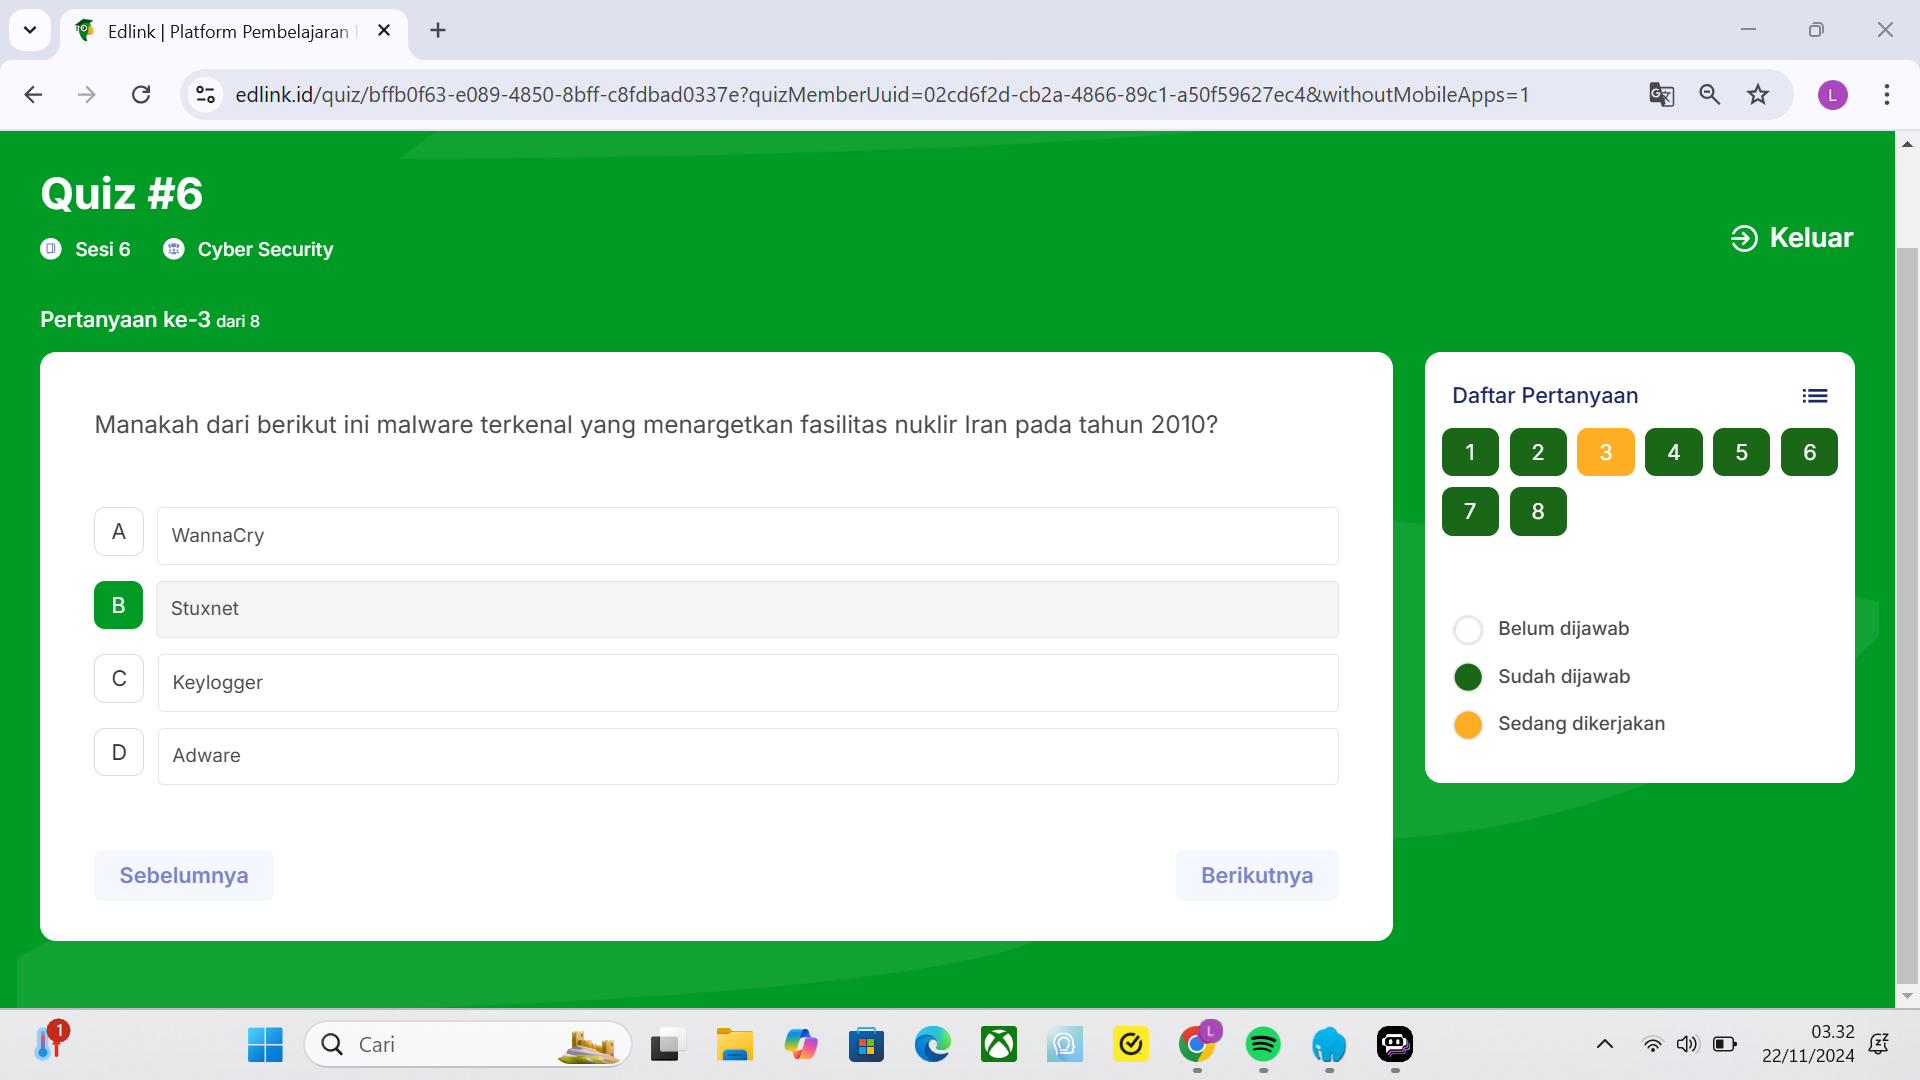 Edlink | Platform Pembelajaran
edlink.id/quiz/bffb0f63-e089-4850-8bff-c8fdbad0337e?quizMemberUuid=02cd6f2d-cb2a-4866-89c1-a50f59627ec4&withoutMobileApps=1
L
Quiz #6
Sesi 6
Cyber Security
Keluar
Pertanyaan ke-3 dari 8
Manakah dari berikut ini malware terkenal yang menargetkan fasilitas nuklir Iran pada tahun 2010?
A
WannaCry
B
Stuxnet
C
Keylogger
D
Adware
Sebelumnya
Berikutnya
Daftar Pertanyaan
1 2 3 4 5 6
7 8
Belum dijawab
Sudah dijawab
Sedang dikerjakan
1
Cari
L
03.32
22/11/2024